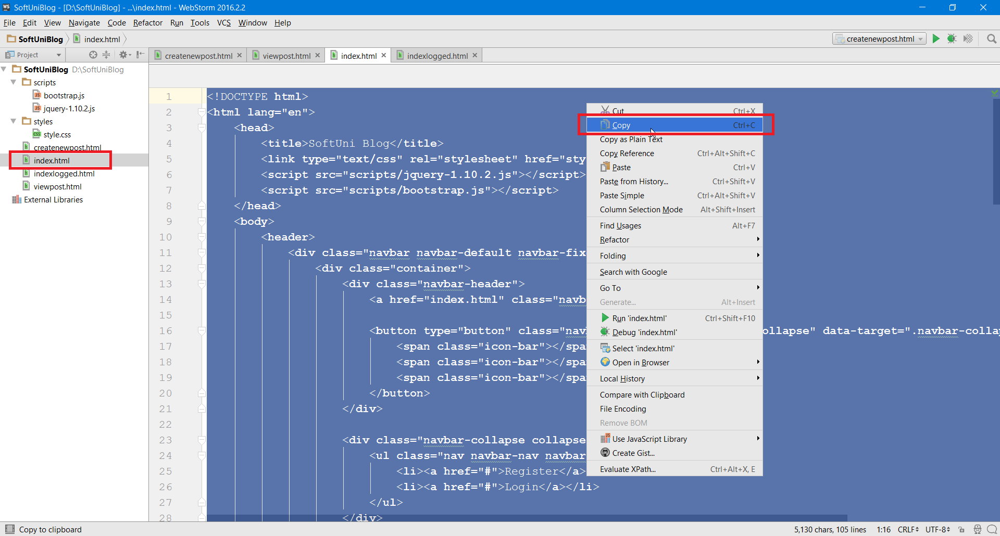 WS SoftUniBlog - [D:\SoftUniBlog] - ...\index.html - WebStorm 2016.2.2
File Edit View Navigate Code Refactor Run Tools VCS Window Help
SoftUniBlog index.html createnewpost.html
Project createnewpost.html viewpost.html index.html indexlogged.html
SoftUniBlog D:\SoftUniBlog
scripts
bootstrap.js
jquery-1.10.2.js
styles
style.css
createnewpost.html
index.html
indexlogged.html
viewpost.html
External Libraries
1 <!DOCTYPE html>
2 <html lang="en">
3 <head>
4 <title>SoftUni Blog</title>
5 <link type="text/css" rel="stylesheet" href="sty
6 <script src="scripts/jquery-1.10.2.js"></script>
7 <script src="scripts/bootstrap.js"></script>
8 </head>
9 <body>
10 <header>
11 <div class="navbar navbar-default navbar-fix
12 <div class="container">
13 <div class="navbar-header">
14 <a href="index.html" class="navb
15
16 <button type="button" class="nav ollapse" data-target=".navbar-colla
17 <span class="icon-bar"></spa
18 <span class="icon-bar"></spa
19 <span class="icon-bar"></spa
20 </button>
21 </div>
22
23 <div class="navbar-collapse collapse
24 <ul class="nav navbar-nav navbar
25 <li><a href="#">Register</a>
26 <li><a href="#">Login</a></li>
27 </ul>
28 </div>
Cut Ctrl+X
Copy Ctrl+C
Copy as Plain Text
Copy Reference Ctrl+Alt+Shift+C
Paste Ctrl+V
Paste from History... Ctrl+Shift+V
Paste Simple Ctrl+Alt+Shift+V
Column Selection Mode Alt+Shift+Insert
Find Usages Alt+F7
Refactor
Folding
Search with Google
Go To
Generate... Alt+Insert
Run 'index.html' Ctrl+Shift+F10
Debug 'index.html'
Select 'index.html'
Open in Browser
Local History
Compare with Clipboard
File Encoding
Remove BOM
Use JavaScript Library
Create Gist...
Evaluate XPath... Ctrl+Alt+X, E
Copy to clipboard 5,130 chars, 105 lines 1:16 CRLF UTF-8